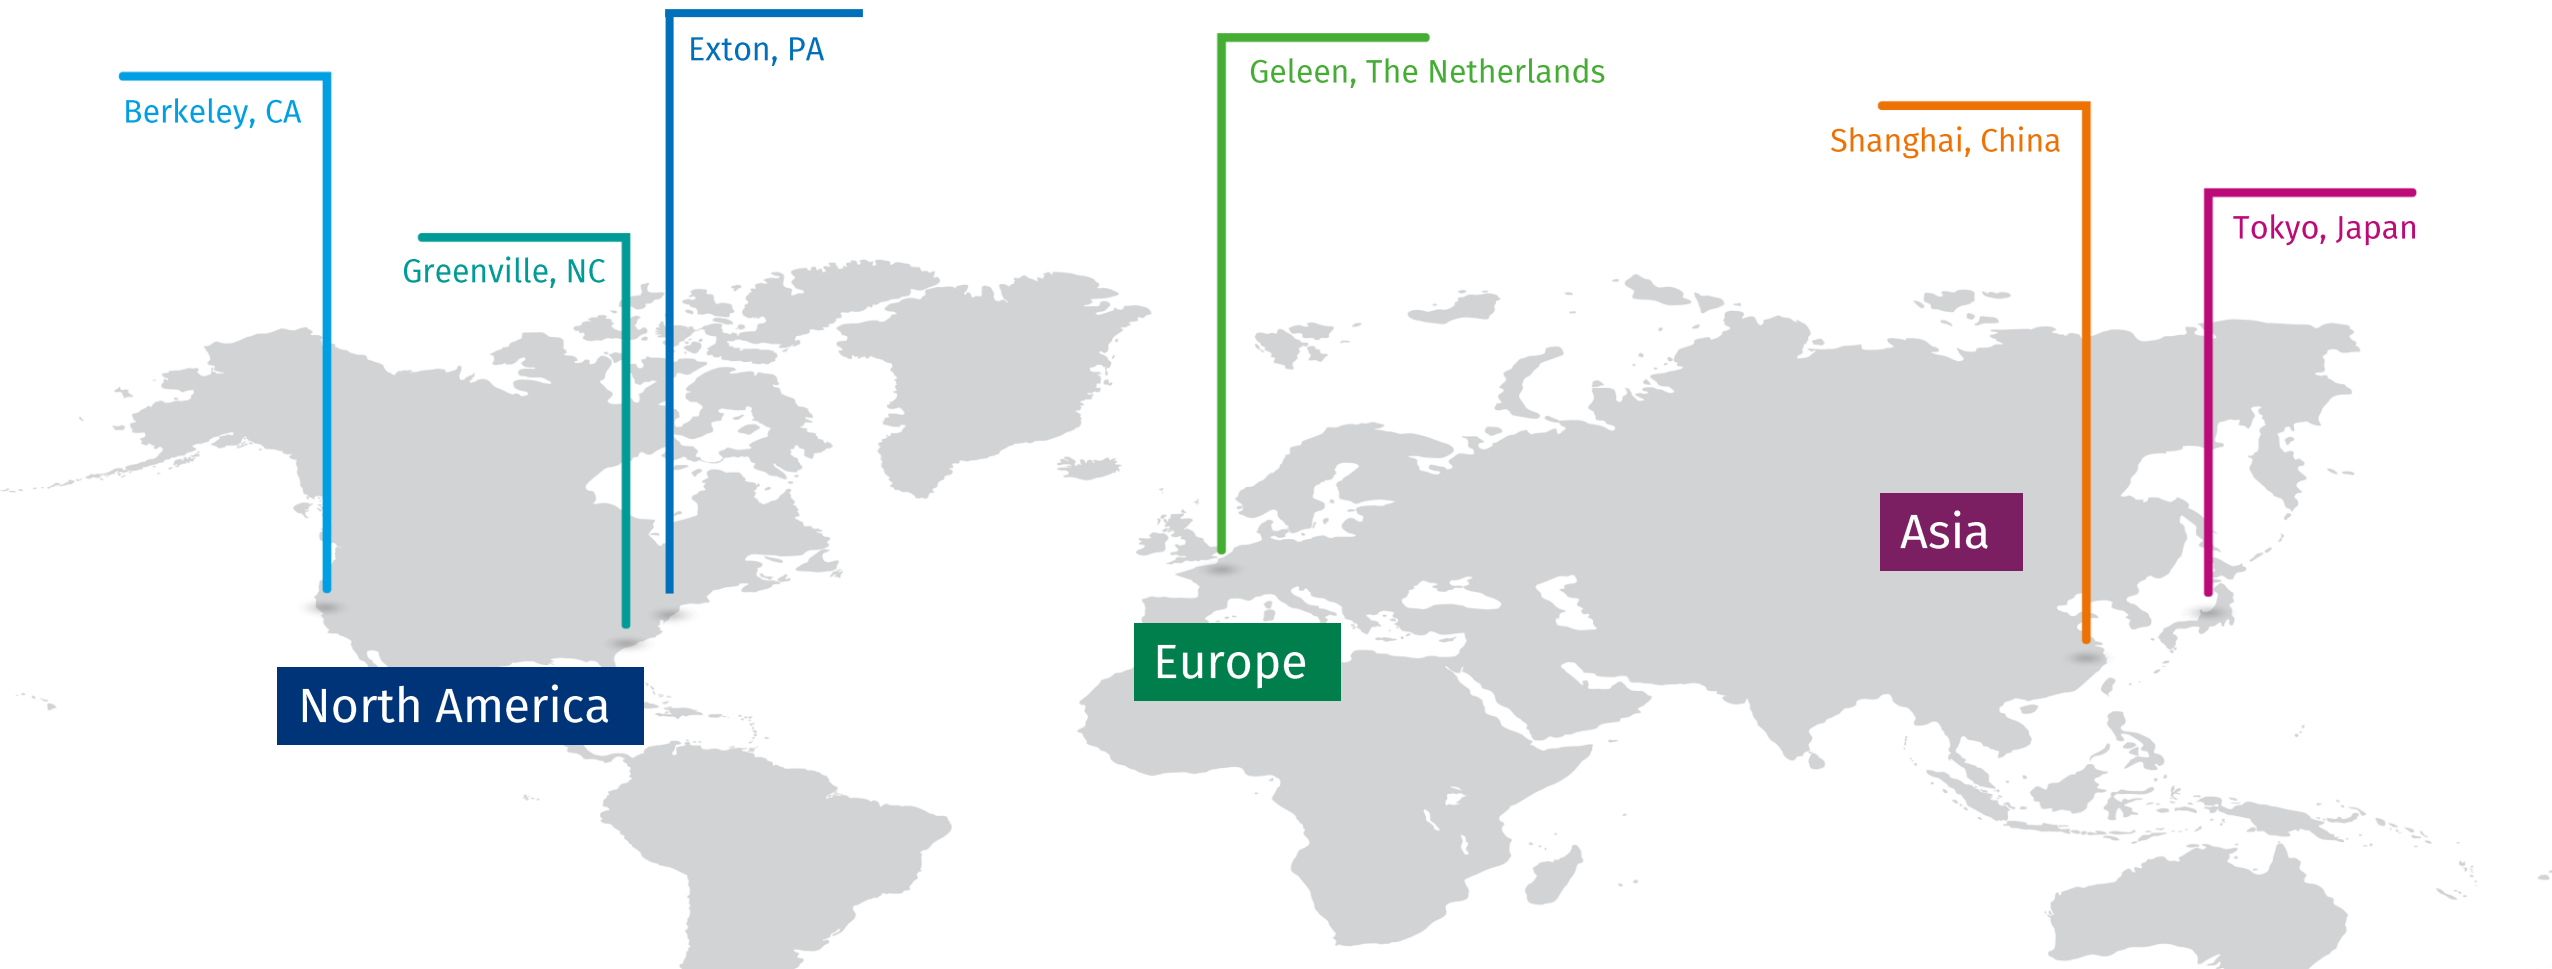 Exton, PA
Berkeley, CA
Greenville, NC
Geleen, The Netherlands
Shanghai, China
Tokyo, Japan
Asia
Europe
North America